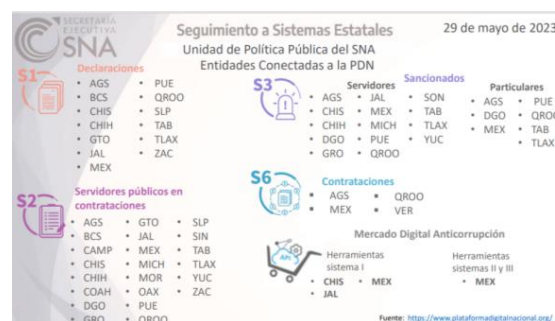 SECRETARÍA
EJECUTIVA
SNA
Seguimiento a Sistemas Estatales
29 de mayo de 2023
Unidad de Política Pública del SNA
Entidades Conectadas a la PDN
S1
Declaraciones
• AGS
• BCS
• CHIS
• CHIH
• GTO
• JAL
• MEX
• PUE
• QROO
• SLP
• TAB
• TLAX
• ZAC
S2
Servidores públicos en
contrataciones
• AGS
• BCS
• CAMP
• CHIS
• CHIH
• COAH
• DGO
• GRO
• GTO
• JAL
• MEX
• MICH
• MOR
• OAX
• PUE
• QROO
• SLP
• SIN
• TAB
• TLAX
• YUC
• ZAC
S3
Sancionados
Servidores
• AGS
• CHIS
• CHIH
• DGO
• GRO
• JAL
• MEX
• MICH
• PUE
• QROO
• SON
• TAB
• TLAX
• YUC
Particulares
• AGS
• DGO
• MEX
• PUE
• QROO
• TAB
• TLAX
S6
Contrataciones
• AGS
• MEX
• QROO
• VER
Mercado Digital Anticorrupción
API
Herramientas
sistema I
• CHIS
• JAL
• MEX
Herramientas
sistemas II y III
• MEX
Fuente: https://www.plataformadigitalnacional.org/